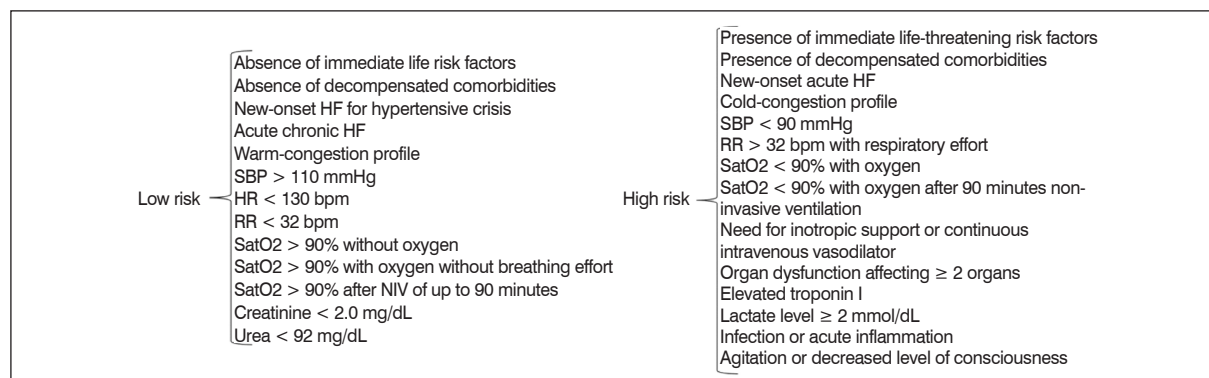 Low risk
Absence of immediate life risk factors
Absence of decompensated comorbidities
New-onset HF for hypertensive crisis
Acute chronic HF
Warm-congestion profile
SBP > 110 mmHg
HR < 130 bpm
RR < 32 bpm
SatO2 > 90% without oxygen
SatO2 > 90% with oxygen without breathing effort
SatO2 > 90% after NIV of up to 90 minutes
Creatinine < 2.0 mg/dL
Urea < 92 mg/dL
High risk
Presence of immediate life-threatening risk factors
Presence of decompensated comorbidities
New-onset acute HF
Cold-congestion profile
SBP < 90 mmHg
RR > 32 bpm with respiratory effort
SatO2 < 90% with oxygen
SatO2 < 90% with oxygen after 90 minutes non-
invasive ventilation
Need for inotropic support or continuous
intravenous vasodilator
Organ dysfunction affecting ≥ 2 organs
Elevated troponin I
Lactate level ≥ 2 mmol/dL
Infection or acute inflammation
Agitation or decreased level of consciousness